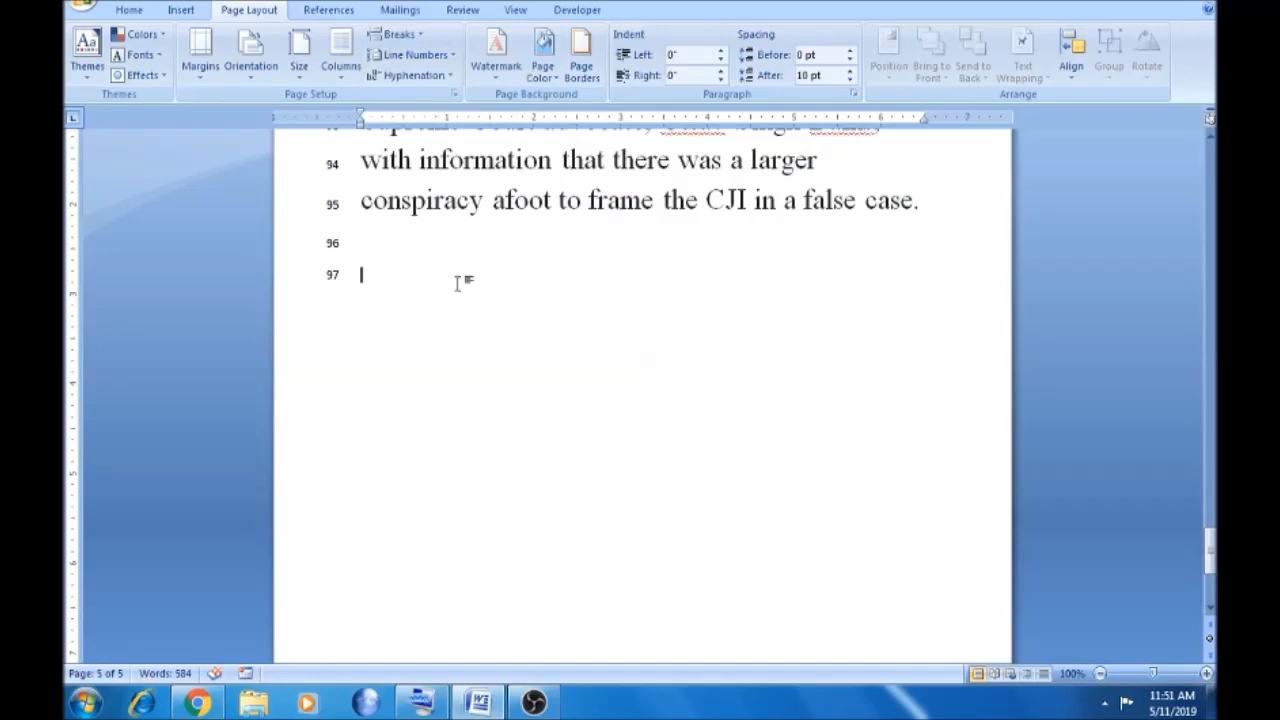 Home Insert Page Layout References Mailings Review View Developer
Colors Breaks Indent Spacing
Fonts Line Numbers Left: 0" Before: 0 pt
Themes Effects Margins Orientation Size Columns Hyphenation Watermark Page Color Page Borders Right: 0" After: 10 pt Position Bring to Front Send to Back Text Wrapping Align Group Rotate
Themes Page Setup Page Background Paragraph Arrange
94 with information that there was a larger
95 conspiracy afoot to frame the CJI in a false case.
96
97
Page: 5 of 5 Words: 584 100%
11:51 AM
5/11/2019